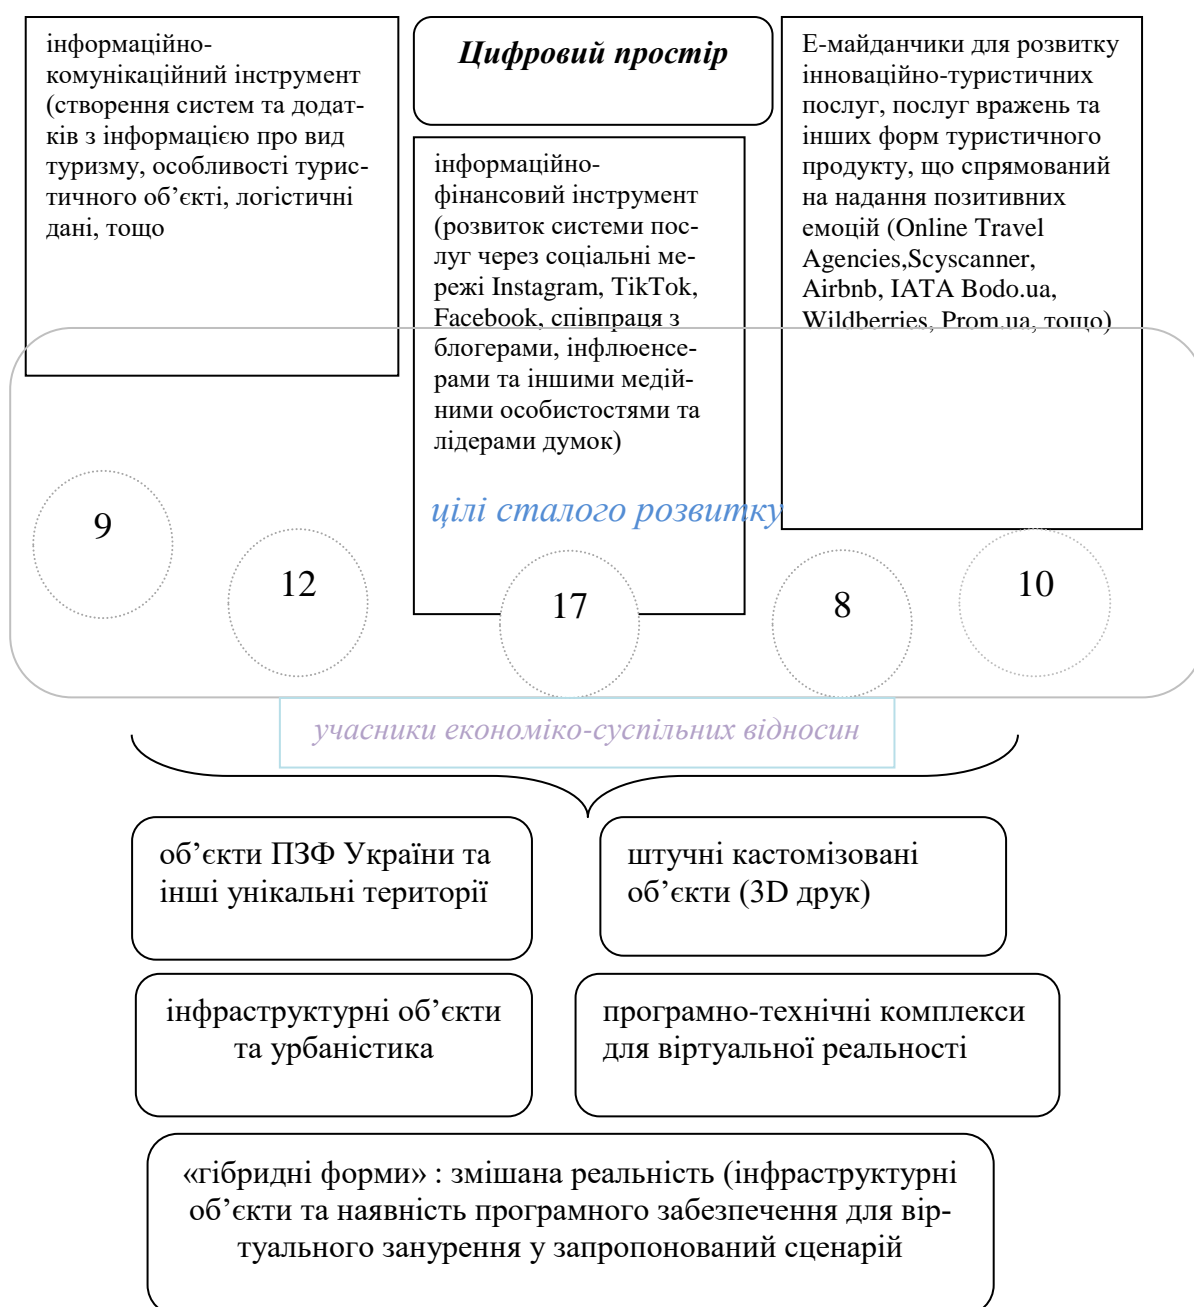 інформаційно-
комунікаційний інструмент
(створення систем та додат-
ків з інформацією про вид
туризму, особливості турис-
тичного об’єкті, логістичні
дані, тощо
Цифровий простір
інформаційно-
фінансовий інструмент
(розвиток системи пос-
луг через соціальні ме-
режі Instagram, TikTok,
Facebook, співпраця з
блогерами, інфлюенсе-
рами та іншими медій-
ними особистостями та
лідерами думок)
Е-майданчики для розвитку
інноваційно-туристичних
послуг, послуг вражень та
інших форм туристичного
продукту, що спрямований
на надання позитивних
емоцій (Online Travel
Agencies,Scyscanner,
Airbnb, IATA Bodo.ua,
Wildberries, Prom.ua, тощо)
цілі сталого розвитку
9
12
17
8
10
учасники економіко-суспільних відносин
об’єкти ПЗФ України та
інші унікальні території
штучні кастомізовані
об’єкти (3D друк)
інфраструктурні об’єкти
та урбаністика
програмно-технічні комплекси
для віртуальної реальності
«гібридні форми» : змішана реальність (інфраструктурні
об’єкти та наявність програмного забезпечення для вір-
туального занурення у запропонований сценарій